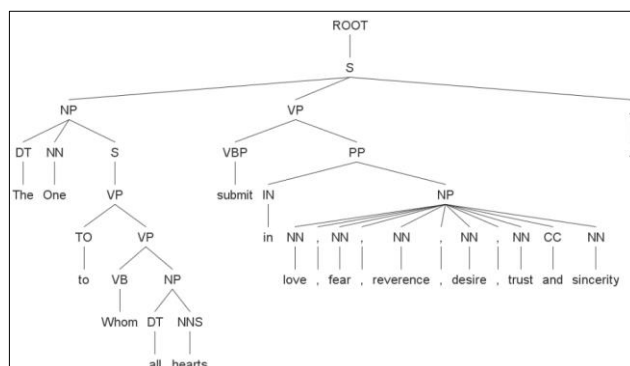 ROOT
S
NP VP
DT NN S VBP PP
The One VP submit IN NP
TO VP in NN , NN , NN , NN , NN CC NN
to VB NP love , fear , reverence , desire , trust and sincerity
Whom DT NNS
all hearts